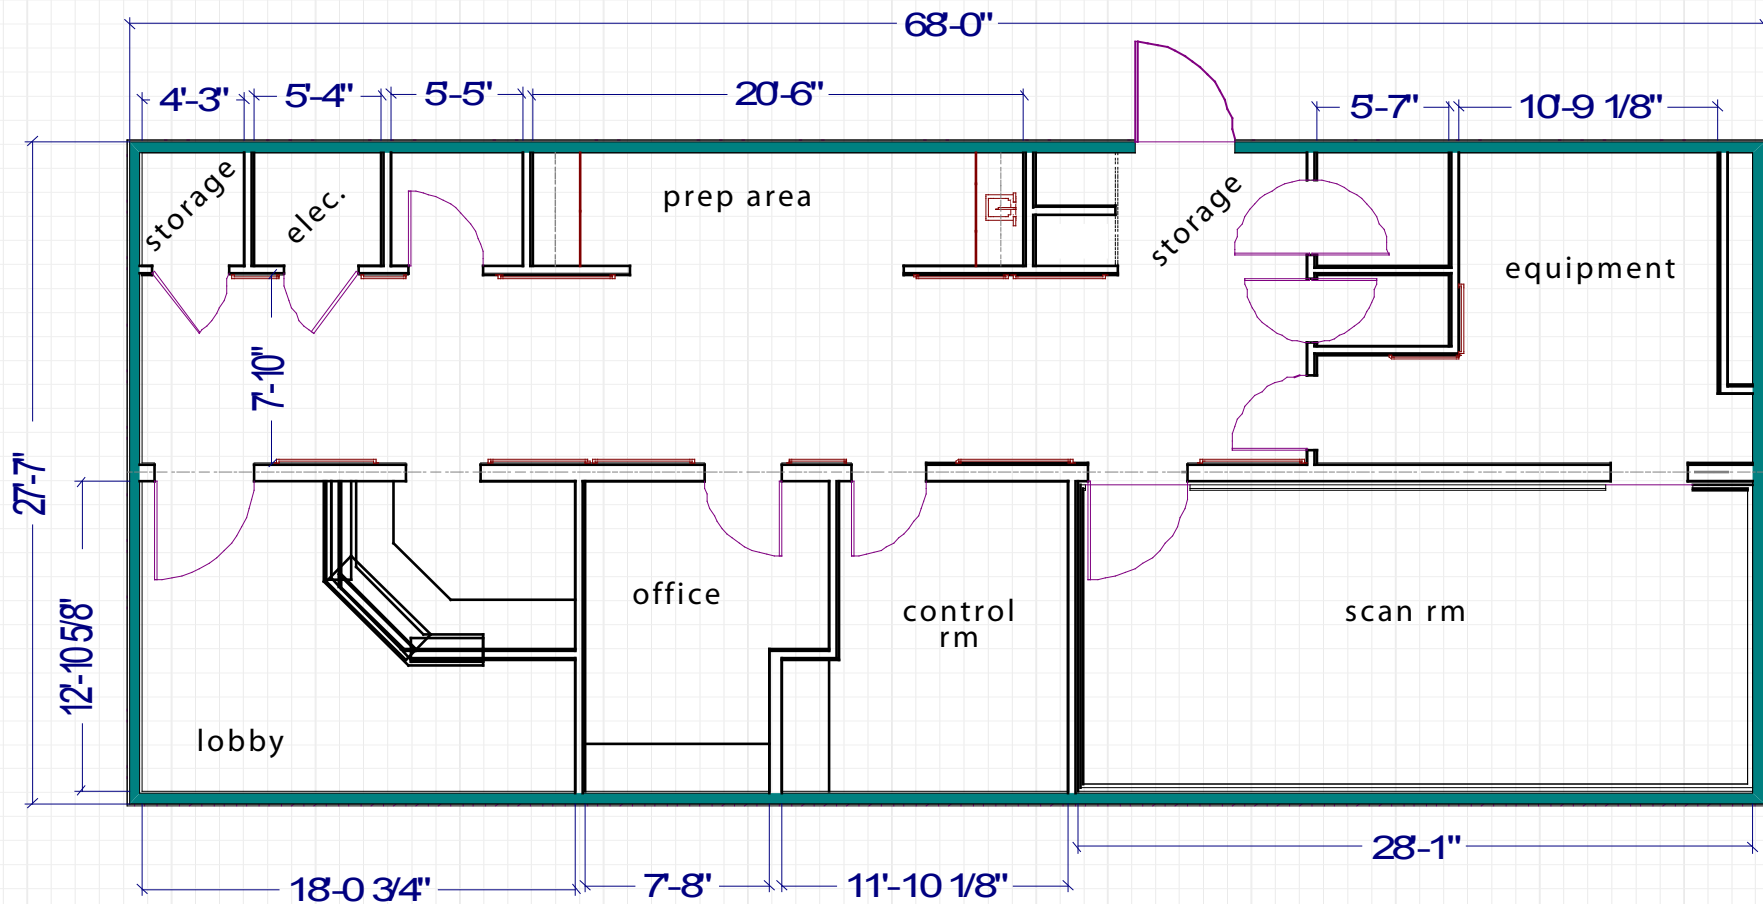 68'-0"
4'-3"
5'-4"
5'-5"
20'-6"
5'-7"
10'-9 1/8"
storage
elec.
prep area
storage
equipment
7'-10"
27'-7"
12'-10 5/8"
office
control
rm
scan rm
lobby
18'-0 3/4"
7'-8"
11'-10 1/8"
28'-1"